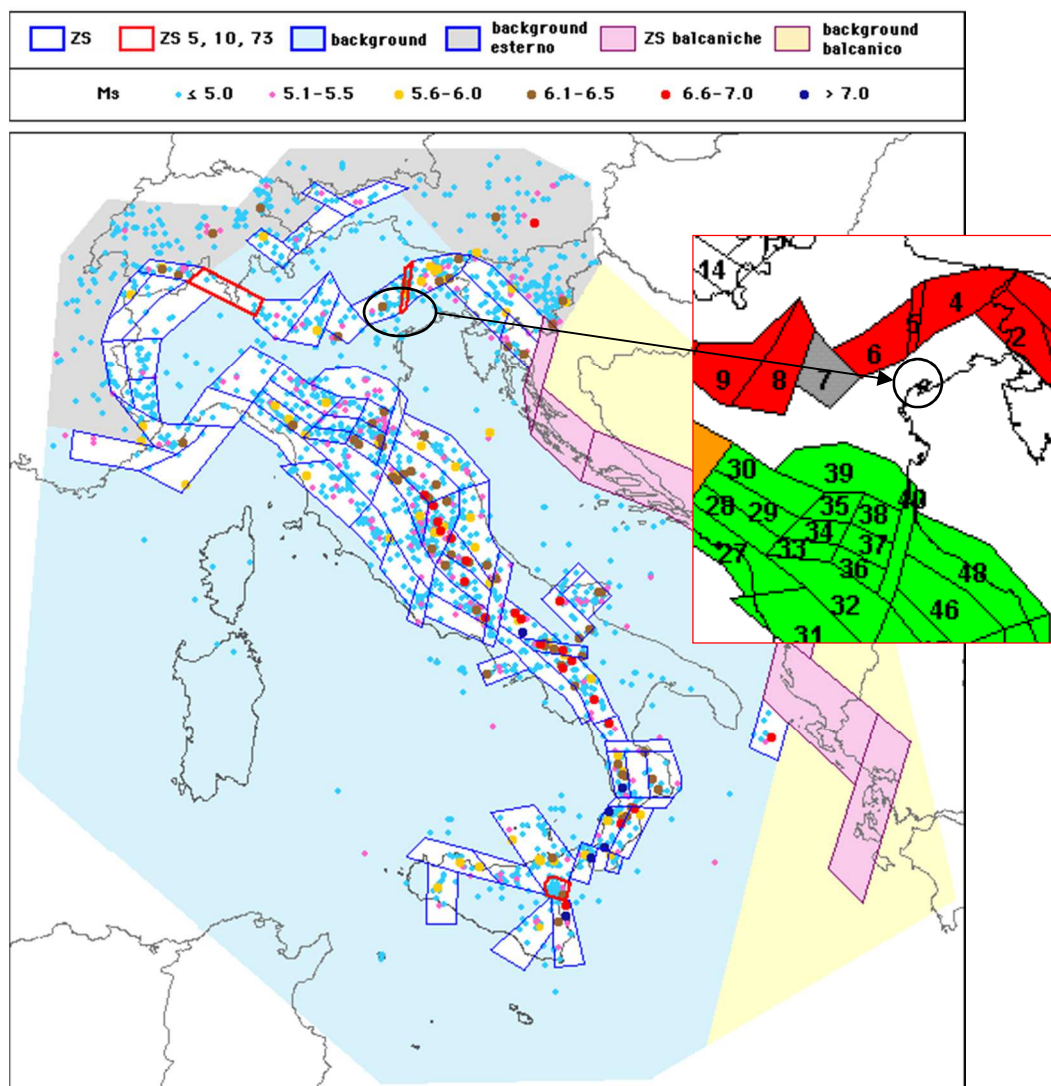 ZS ZS 5, 10, 73 background background esterno ZS balcaniche background balcanico
Ms ≤ 5.0 5.1-5.5 5.6-6.0 6.1-6.5 6.6-7.0 > 7.0
14
4
5
2
6
9 8 7
30 39
28 29 35 40
34 38
27 33 37
36 48
32 46
31